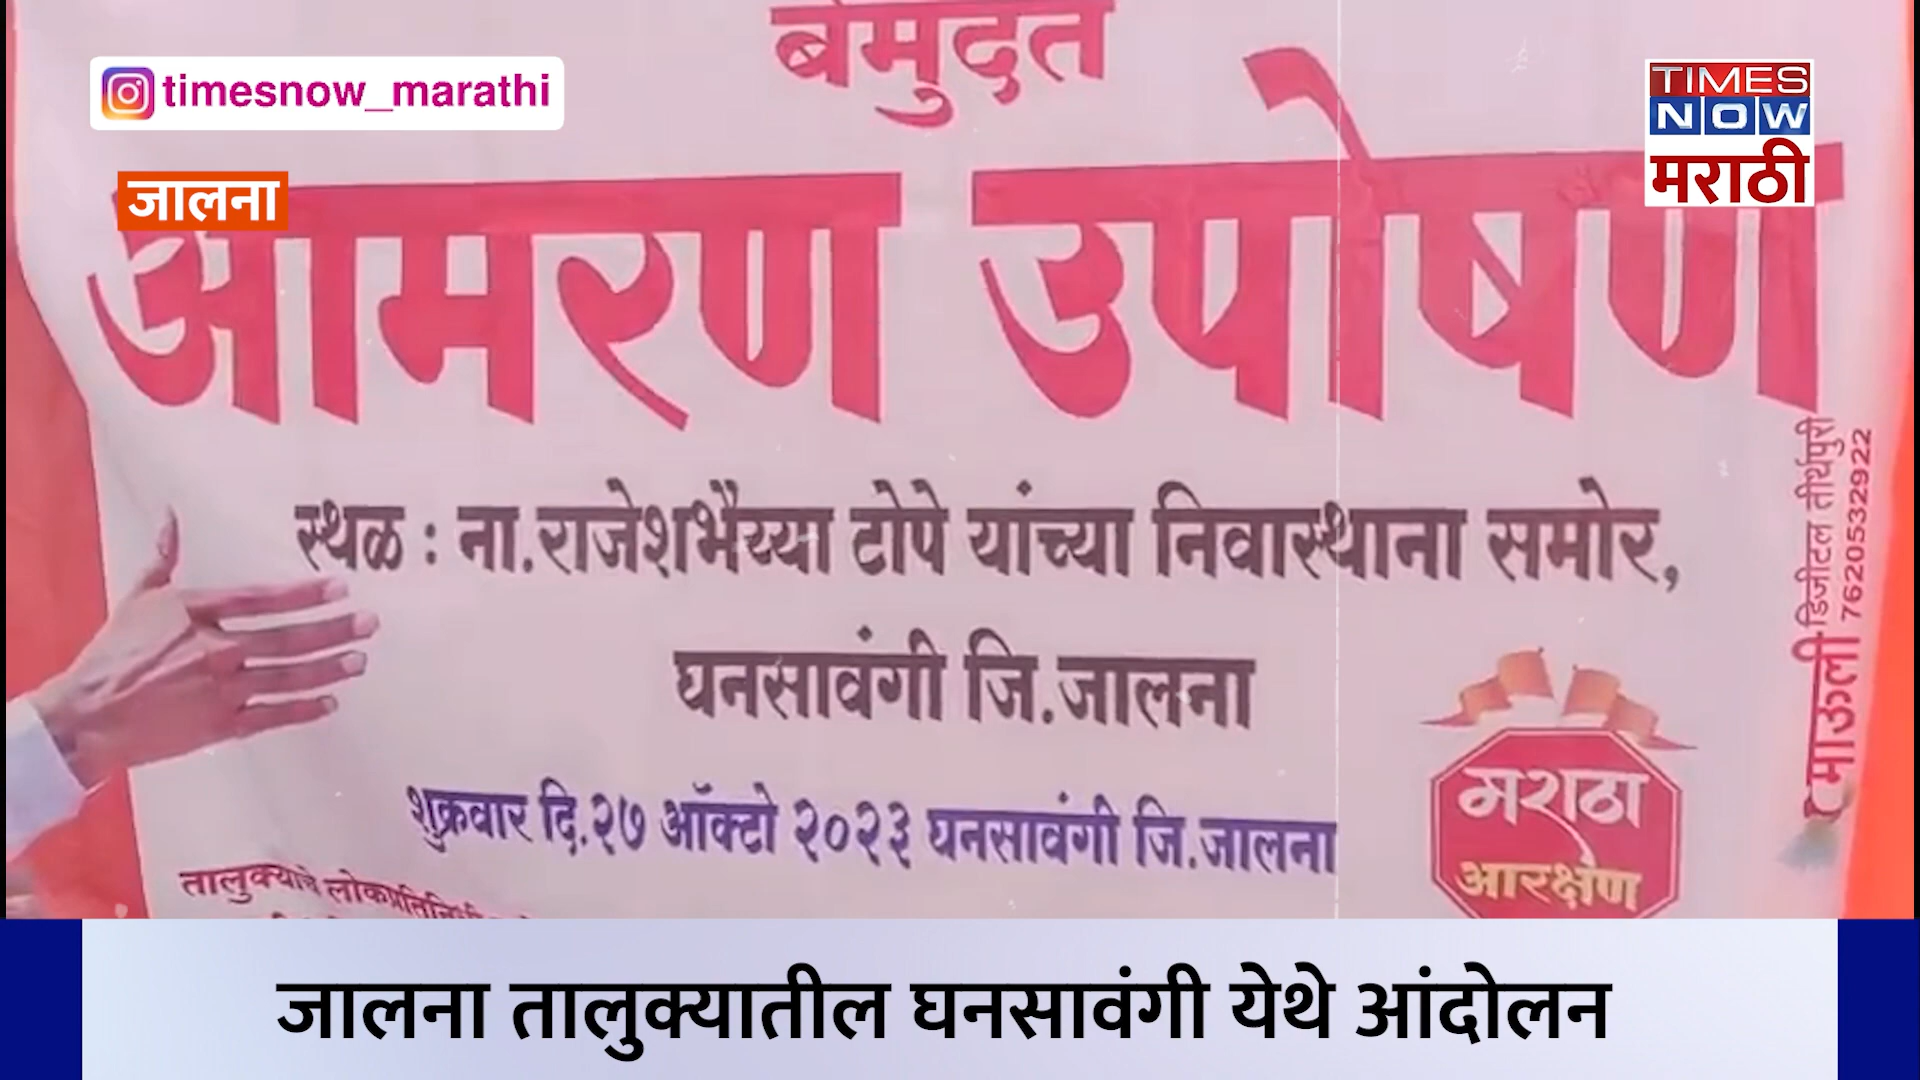 बेमुदत
timesnow_marathi
TIMES
NOW
मराठी
जालना
आमरण उपोषण
स्थळ : ना.राजेशभैय्या टोपे यांच्या निवास्थाना समोर,
घनसावंगी जि.जालना
शुक्रवार दि.२७ ऑक्टो २०२३ घनसावंगी जि.जालना
मराठा
आरक्षण
माऊली डिजीटल तीर्थपुरी
7620532922
तालुक्याचे
जालना तालुक्यातील घनसावंगी येथे आंदोलन